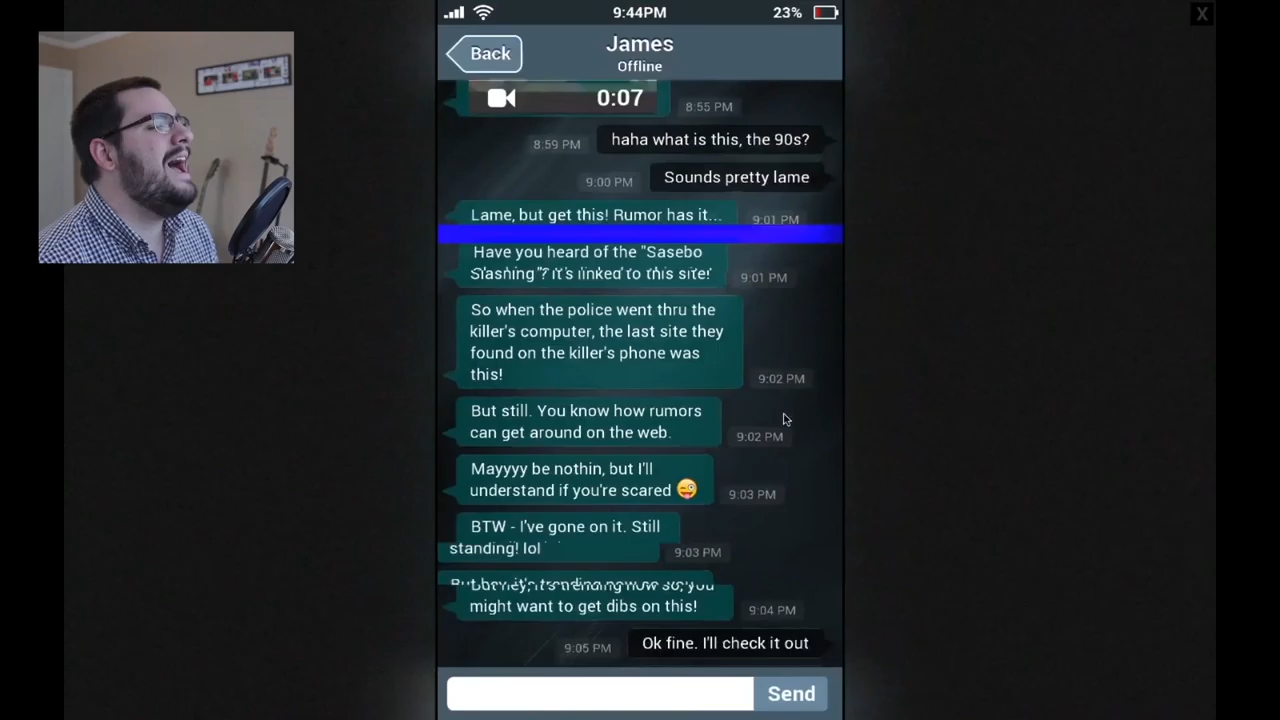 9:44PM
23%
X
Back
James
Offline
0:07
8:55 PM
8:59 PM
haha what is this, the 90s?
9:00 PM
Sounds pretty lame
Lame, but get this! Rumor has it...
9:01 PM
Have you heard of the "Sasebo
Slashing"? It's linked to this site!
9:01 PM
So when the police went thru the
killer's computer, the last site they
found on the killer's phone was
this!
9:02 PM
But still. You know how rumors
can get around on the web.
9:02 PM
Mayyyy be nothin, but I'll
understand if you're scared 😜
9:03 PM
BTW - I've gone on it. Still
standing! lol
9:03 PM
But hey, it's trending now so, you
might want to get dibs on this!
9:04 PM
9:05 PM
Ok fine. I'll check it out
Send